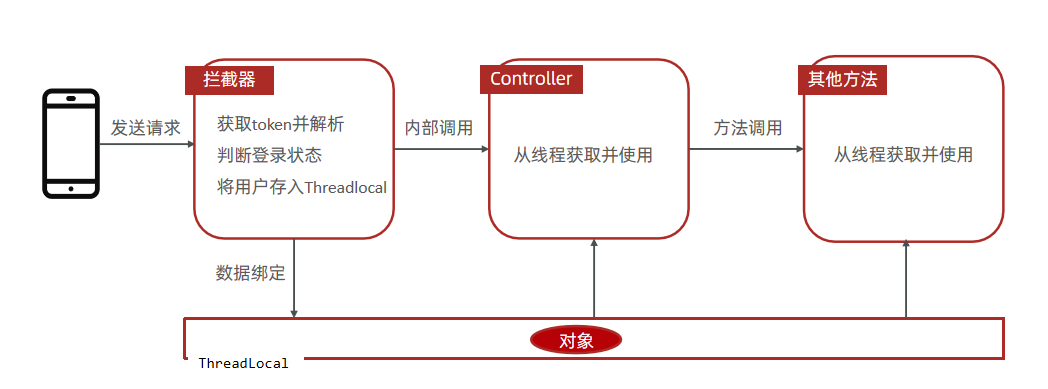 发送请求
拦截器
获取token并解析
判断登录状态
将用户存入Threadlocal
内部调用
Controller
从线程获取并使用
方法调用
其他方法
从线程获取并使用
数据绑定
对象
ThreadLocal